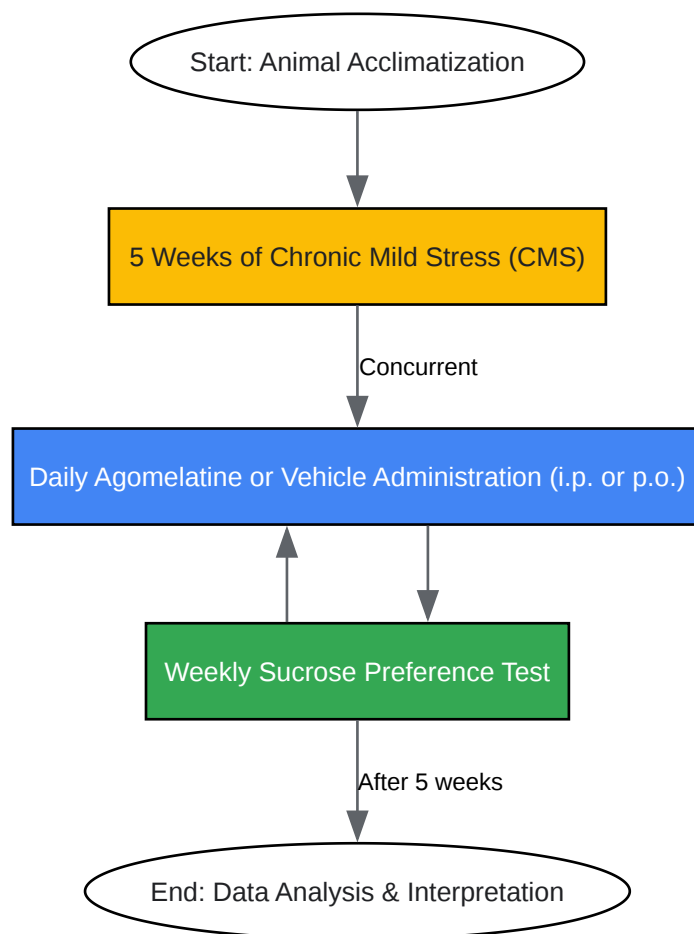 Start: Animal Acclimatization
5 Weeks of Chronic Mild Stress (CMS)
Concurrent
Daily Agomelatine or Vehicle Administration (i.p. or p.o.)
Weekly Sucrose Preference Test
After 5 weeks
End: Data Analysis & Interpretation